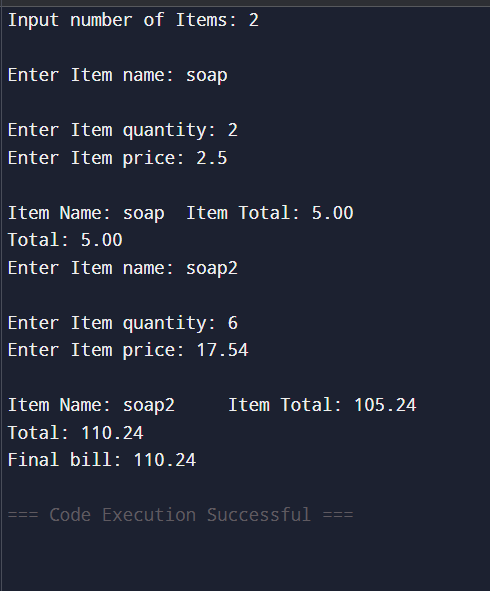 Input number of Items: 2
Enter Item name: soap
Enter Item quantity: 2
Enter Item price: 2.5
Item Name: soap  Item Total: 5.00
Total: 5.00
Enter Item name: soap2
Enter Item quantity: 6
Enter Item price: 17.54
Item Name: soap2     Item Total: 105.24
Total: 110.24
Final bill: 110.24
=== Code Execution Successful ===